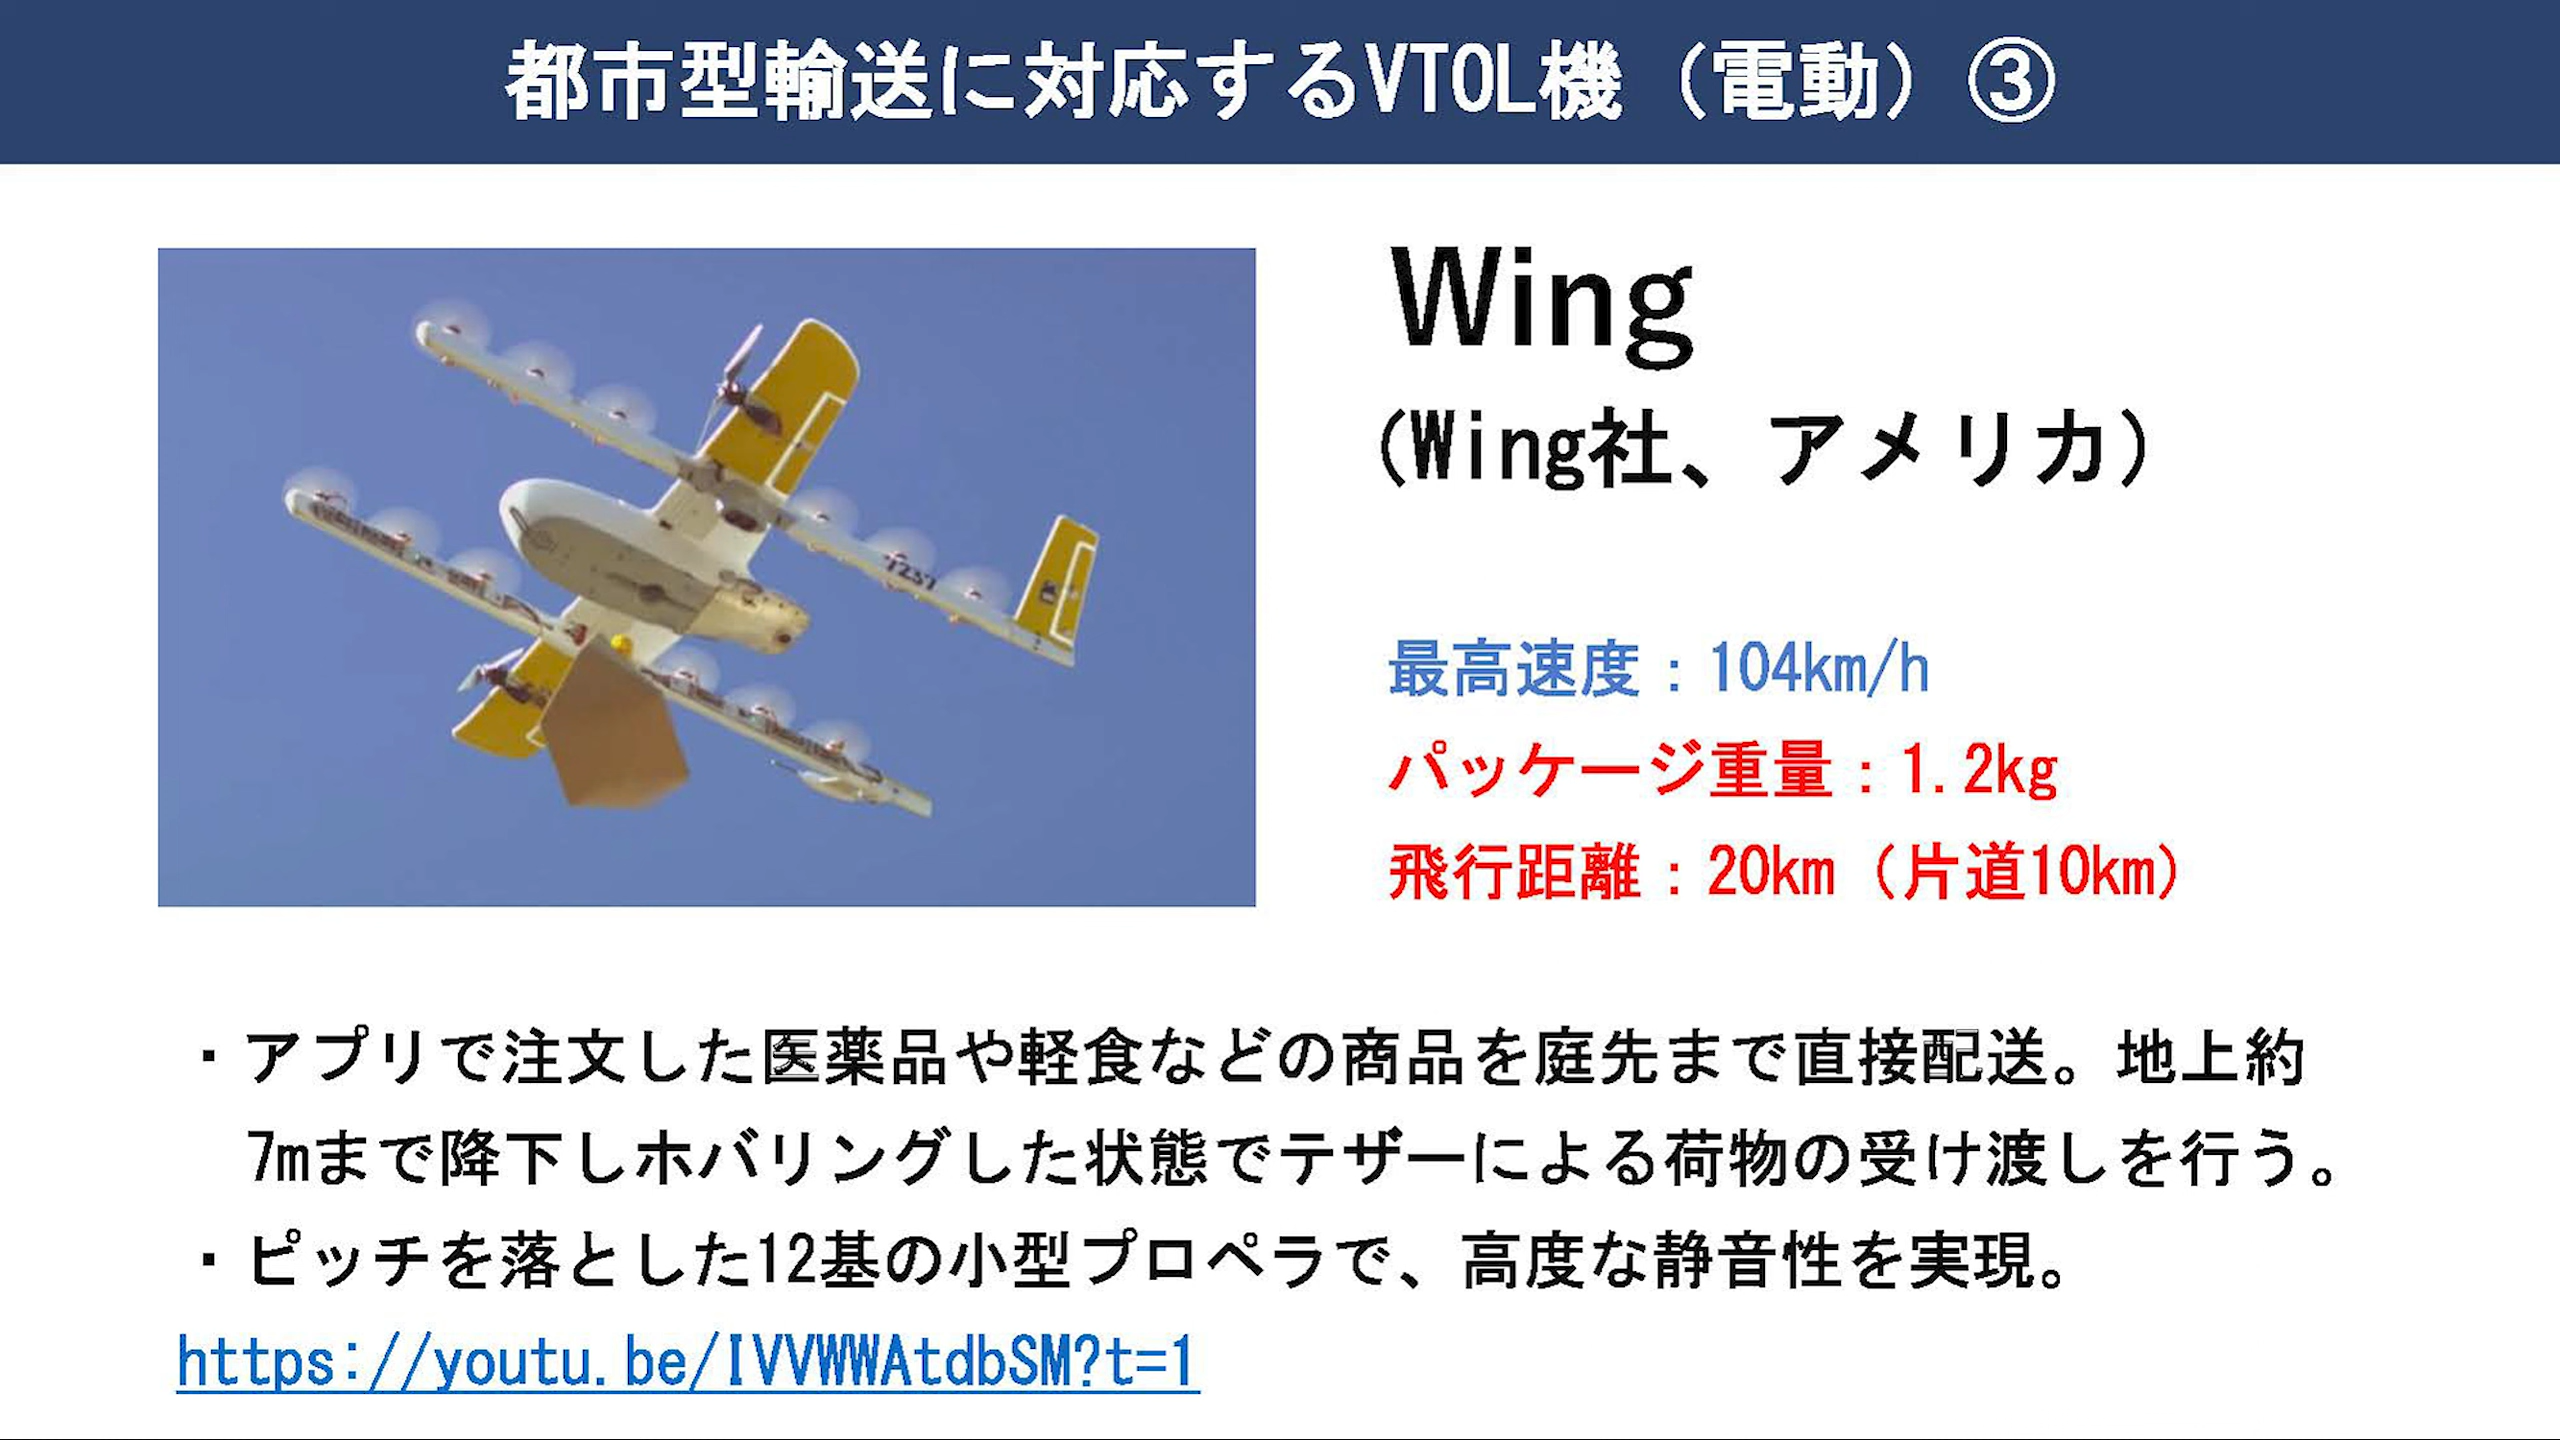 都市型輸送に対応するVTOL機（電動）③
Wing
(Wing社、アメリカ)
7237
最高速度：104km/h
パッケージ重量：1.2kg
飛行距離：20km（片道10km）
・アプリで注文した医薬品や軽食などの商品を庭先まで直接配送。地上約
7mまで降下しホバリングした状態でテザーによる荷物の受け渡しを行う。
・ピッチを落とした12基の小型プロペラで、高度な静音性を実現。
https://youtu.be/IVVWWAtdbSM?t=1